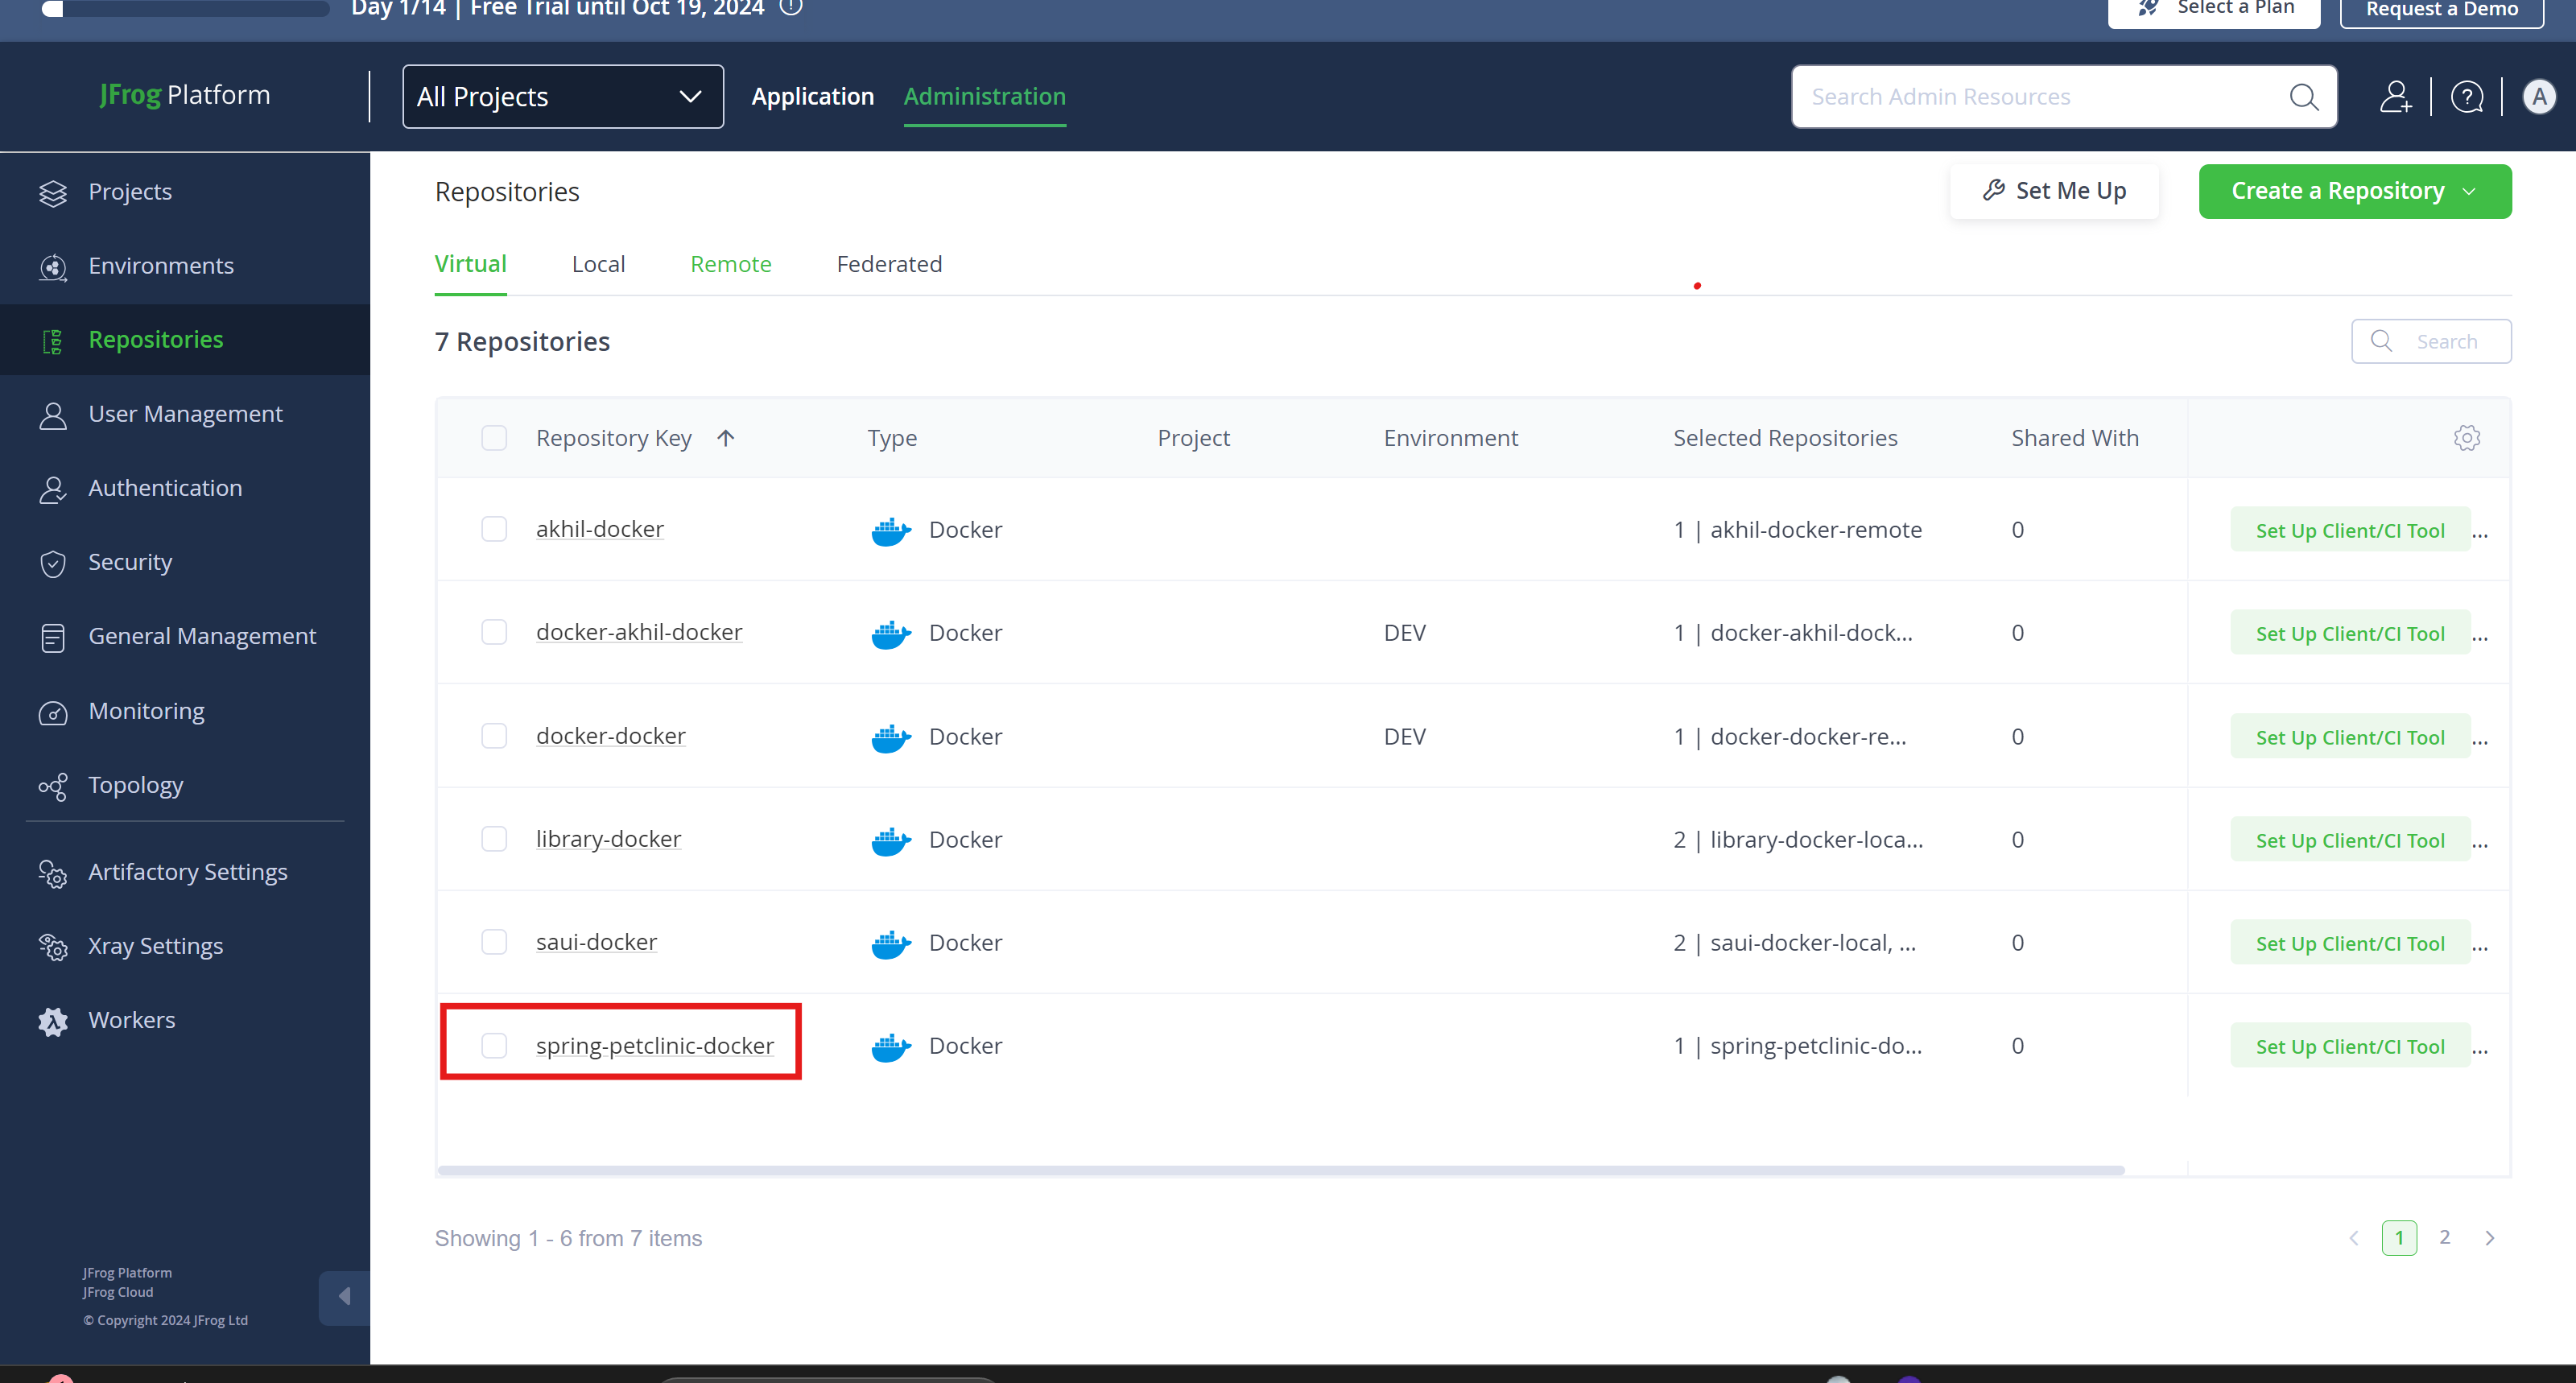 Day 1/14 | Free Trial until Oct 19, 2024
Select a Plan
Request a Demo
JFrog Platform
All Projects
Application
Administration
Search Admin Resources
A
Projects
Environments
Repositories
User Management
Authentication
Security
General Management
Monitoring
Topology
Artifactory Settings
Xray Settings
Workers
JFrog Platform
JFrog Cloud
© Copyright 2024 JFrog Ltd
Repositories
Set Me Up
Create a Repository
Virtual Local Remote Federated
7 Repositories
Search
Repository Key Type Project Environment Selected Repositories Shared With
akhil-docker Docker 1 | akhil-docker-remote 0 Set Up Client/CI Tool ...
docker-akhil-docker Docker DEV 1 | docker-akhil-dock... 0 Set Up Client/CI Tool ...
docker-docker Docker DEV 1 | docker-docker-re... 0 Set Up Client/CI Tool ...
library-docker Docker 2 | library-docker-loca... 0 Set Up Client/CI Tool ...
saui-docker Docker 2 | saui-docker-local, ... 0 Set Up Client/CI Tool ...
spring-petclinic-docker Docker 1 | spring-petclinic-do... 0 Set Up Client/CI Tool ...
Showing 1 - 6 from 7 items
1 2